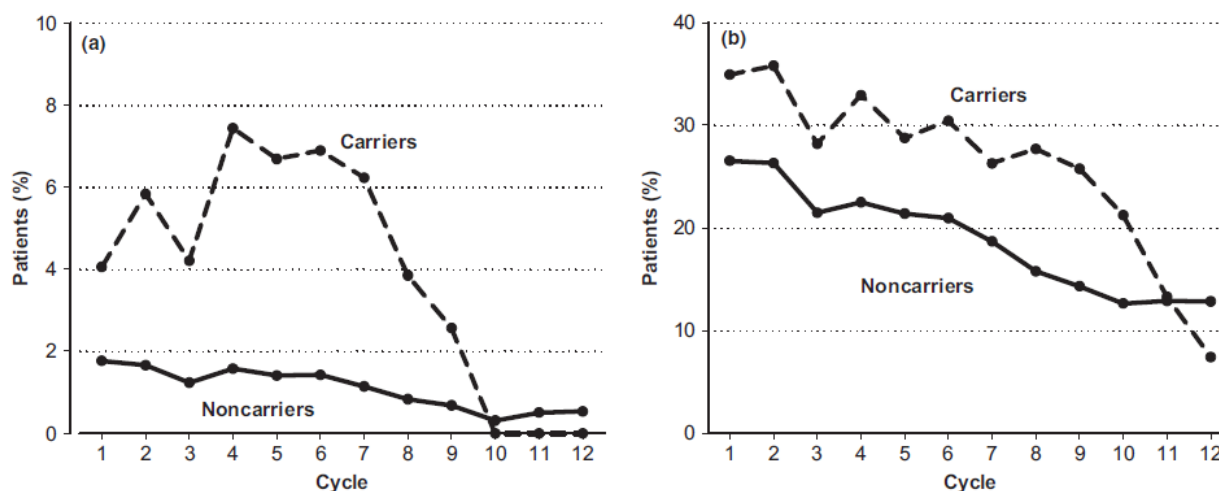 (a)
Patients (%)
10
8
6
4
2
0
Carriers
Noncarriers
1 2 3 4 5 6 7 8 9 10 11 12
Cycle
(b)
Patients (%)
40
30
20
10
0
Carriers
Noncarriers
1 2 3 4 5 6 7 8 9 10 11 12
Cycle